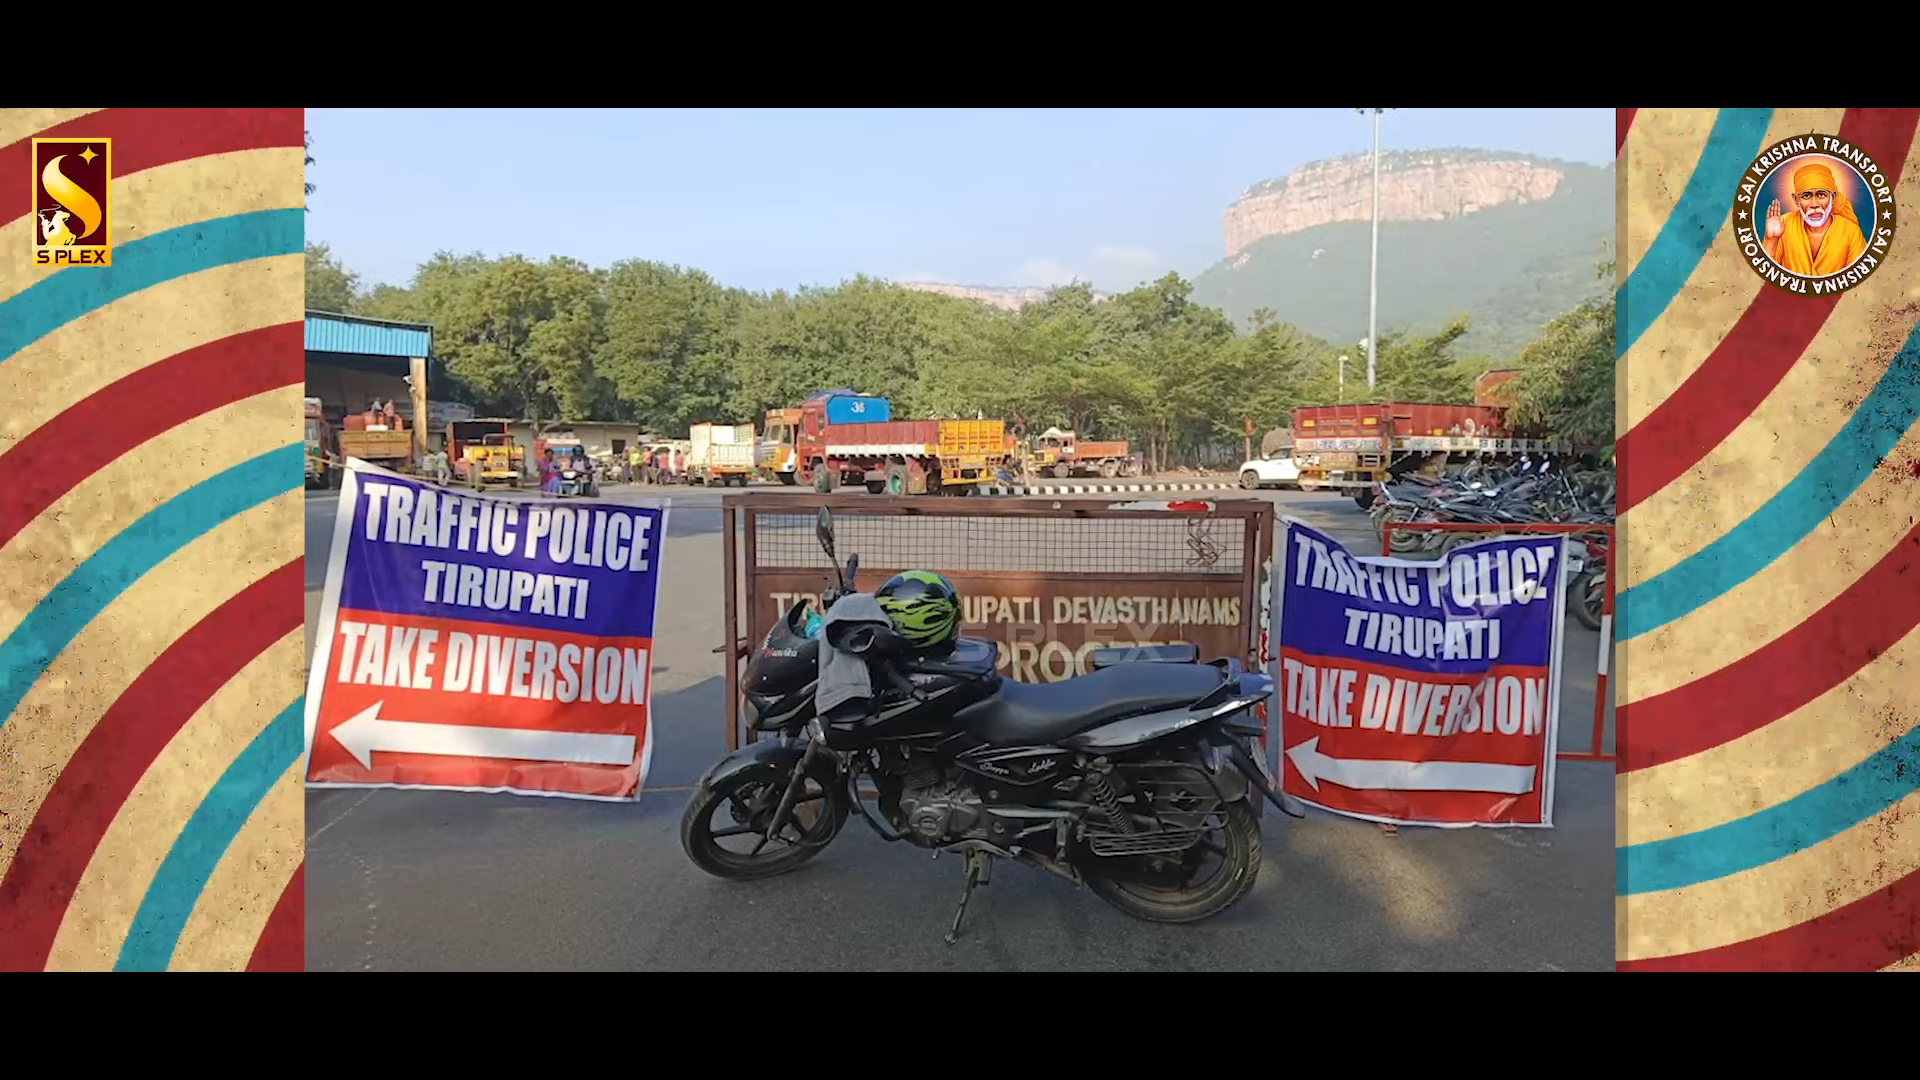 S PLEX
SAI KRISHNA TRANSPORT ★ SAI KRISHNA TRANSPORT ★
TRAFFIC POLICE
TIRUPATI
TAKE DIVERSION
UPATI DEVASTHANAMS
TRAFFIC POLICE
TIRUPATI
TAKE DIVERSION
PLEX